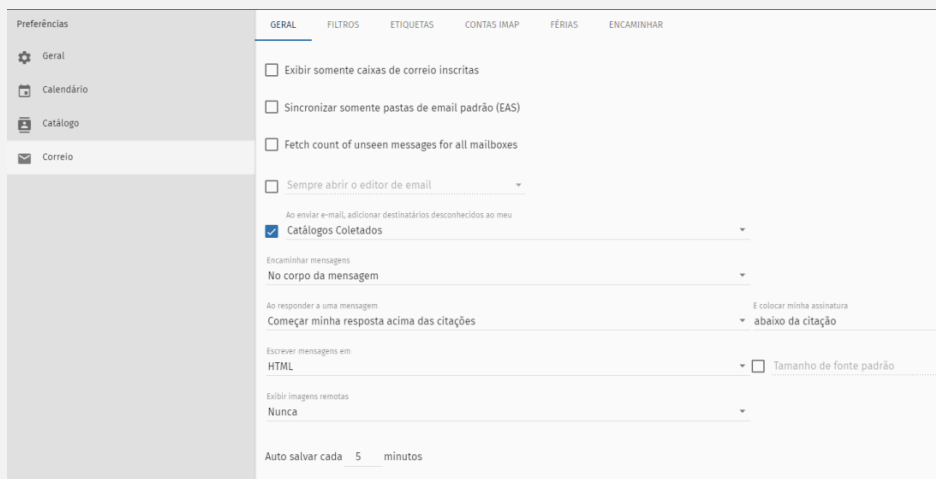 Preferências
GERAL FILTROS ETIQUETAS CONTAS IMAP FÉRIAS ENCAMINHAR
Geral
Calendário
Catálogo
Correio
Exibir somente caixas de correio inscritas
Sincronizar somente pastas de email padrão (EAS)
Fetch count of unseen messages for all mailboxes
Sempre abrir o editor de email
Ao enviar e-mail, adicionar destinatários desconhecidos ao meu
Catálogos Coletados
Encaminhar mensagens
No corpo da mensagem
Ao responder a uma mensagem E colocar minha assinatura
Começar minha resposta acima das citações abaixo da citação
Escrever mensagens em
HTML Tamanho de fonte padrão
Exibir imagens remotas
Nunca
Auto salvar cada 5 minutos